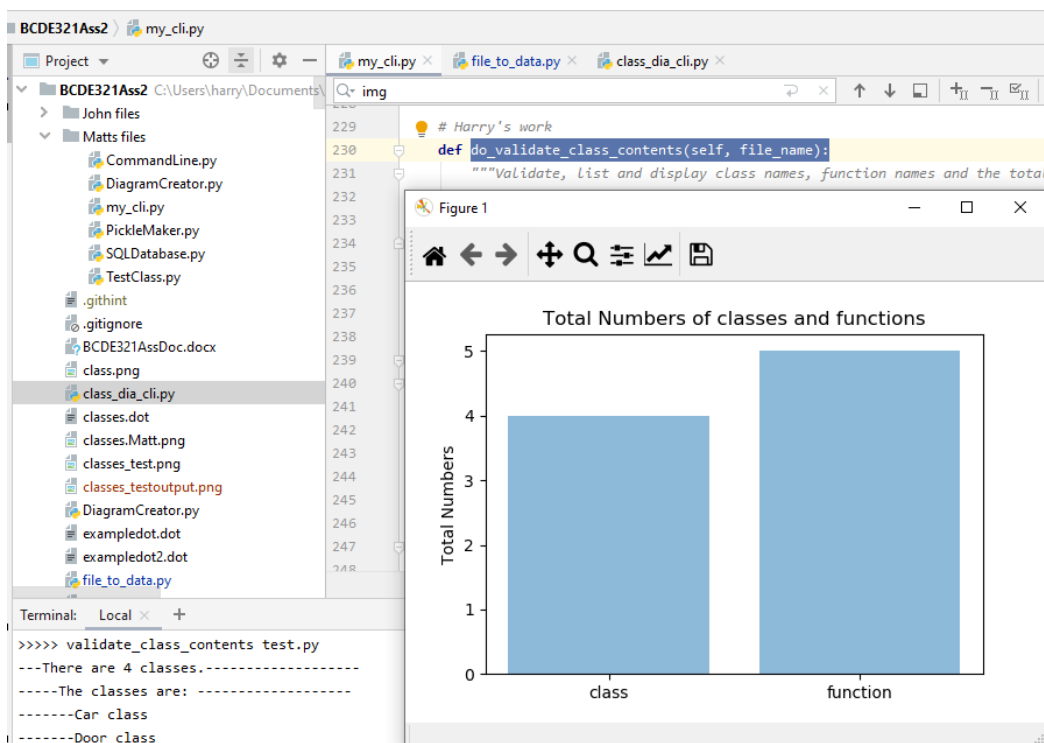 BCDE321Ass2 my_cli.py
Project
my_cli.py file_to_data.py class_dia_cli.py
BCDE321Ass2 C:\Users\harry\Documents\
John files
Matts files
CommandLine.py
DiagramCreator.py
my_cli.py
PickleMaker.py
SQLDatabase.py
TestClass.py
.githint
.gitignore
BCDE321AssDoc.docx
class.png
class_dia_cli.py
classes.dot
classes.Matt.png
classes_test.png
classes_testoutput.png
DiagramCreator.py
exampledot.dot
exampledot2.dot
file_to_data.py
img
228
229 # Harry's work
230 def do_validate_class_contents(self, file_name):
231 """Validate, list and display class names, function names and the total
232
233
234
235
236
237
238
239
240
241
242
243
244
245
246
247
248
Figure 1
Total Numbers of classes and functions
Total Numbers
5
4
3
2
1
0
class function
Terminal: Local +
>>>>> validate_class_contents test.py
---There are 4 classes.--------------------
-----The classes are: -------------------
-------Car class
-------Door class